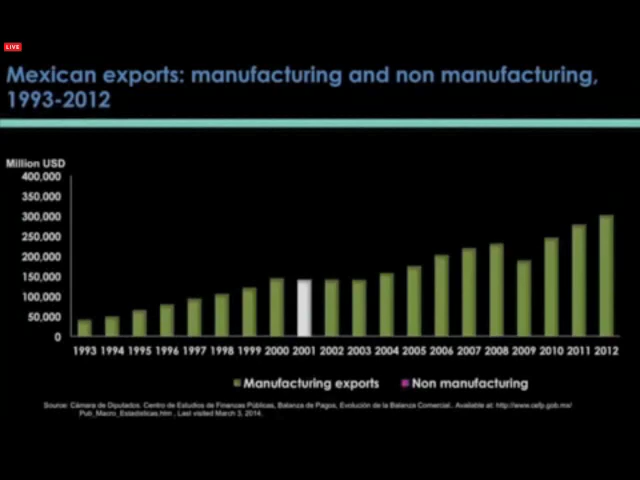 LIVE
Mexican exports: manufacturing and non manufacturing,
1993-2012
Million USD
400,000
350,000
300,000
250,000
200,000
150,000
100,000
50,000
0
1993 1994 1995 1996 1997 1998 1999 2000 2001 2002 2003 2004 2005 2006 2007 2008 2009 2010 2011 2012
Manufacturing exports Non manufacturing
Source: Cámara de Diputados. Centro de Estudios de Finanzas Públicas, Balanza de Pagos, Evolución de la Balanza Comercial.. Available at: http://www.cefp.gob.mx/
Pub_Macro_Estadisticas.htm , Last visited March 3, 2014.